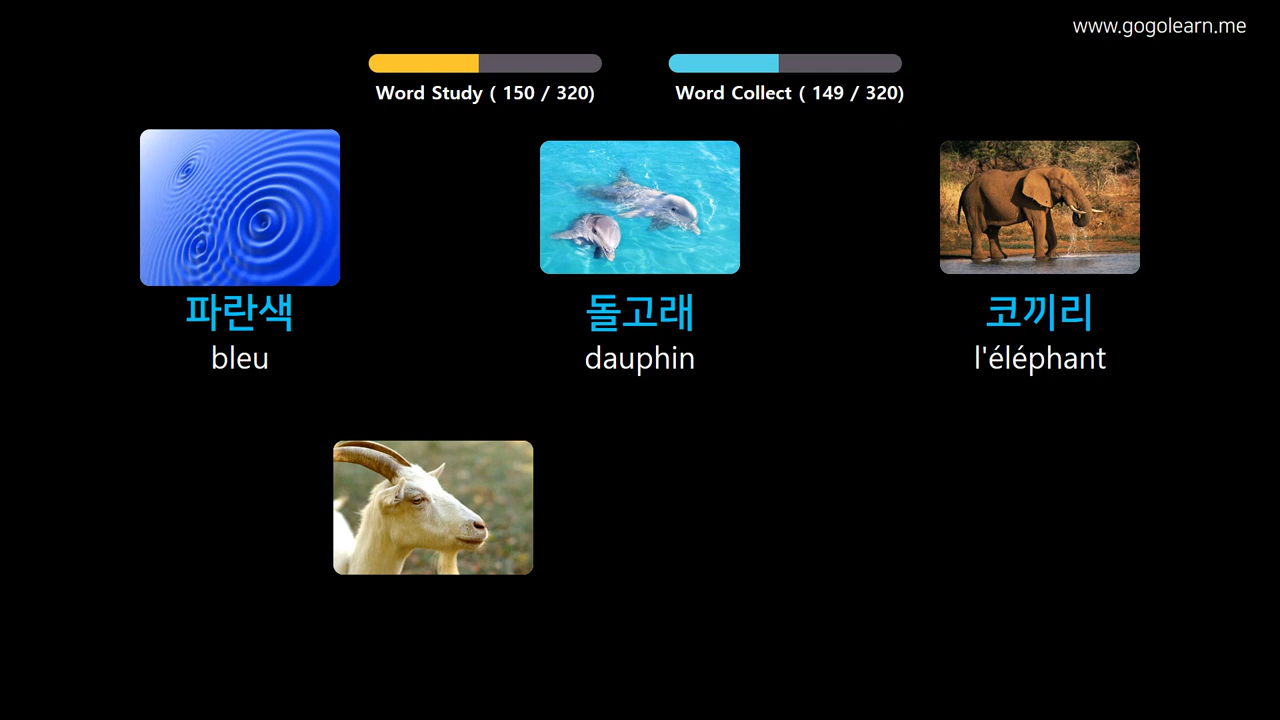 www.gogolearn.me
Word Study ( 150 / 320)
Word Collect ( 149 / 320)
파란색
bleu
돌고래
dauphin
코끼리
l'éléphant